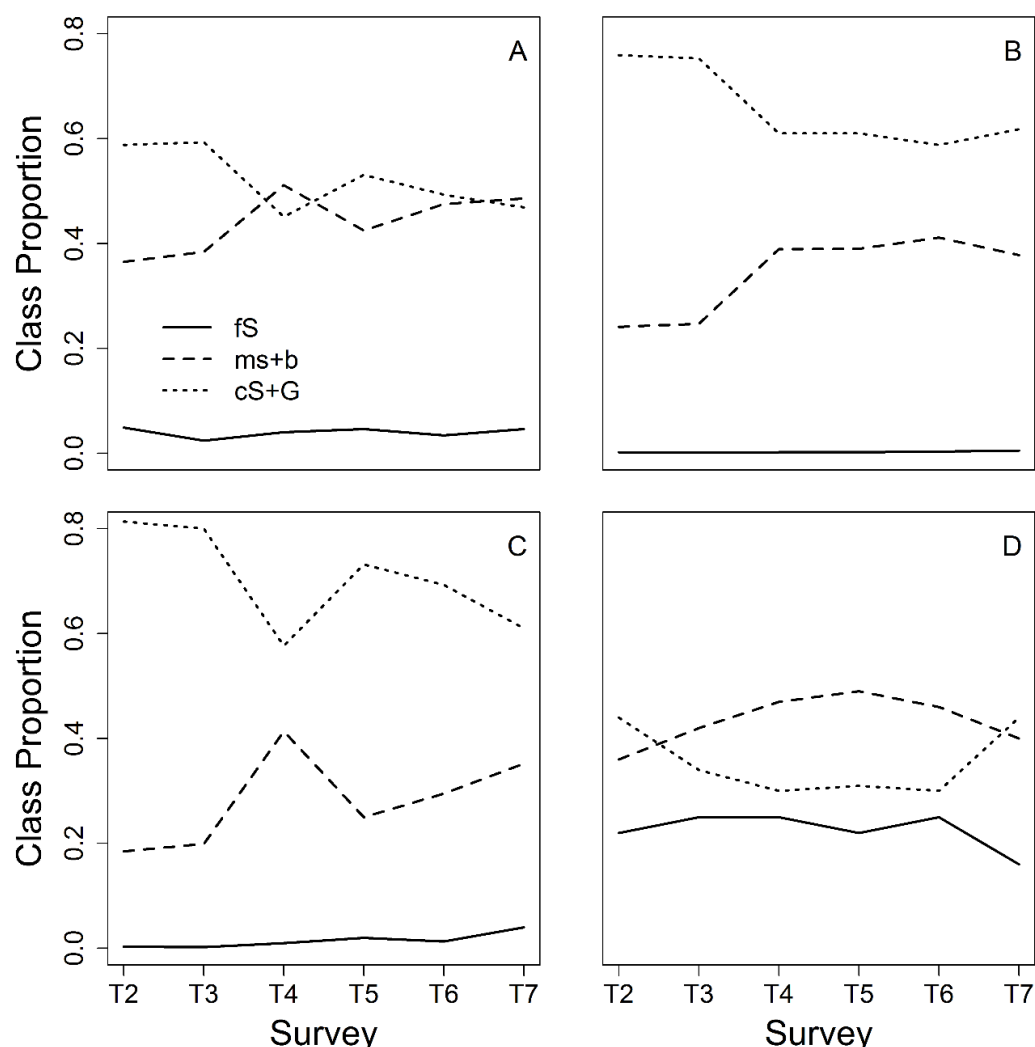 A
B
Class Proportion
0.8
0.6
0.4
0.2
0.0
fS
ms+b
cS+G
C
D
Class Proportion
0.8
0.6
0.4
0.2
0.0
T2 T3 T4 T5 T6 T7
T2 T3 T4 T5 T6 T7
Survey
Survey